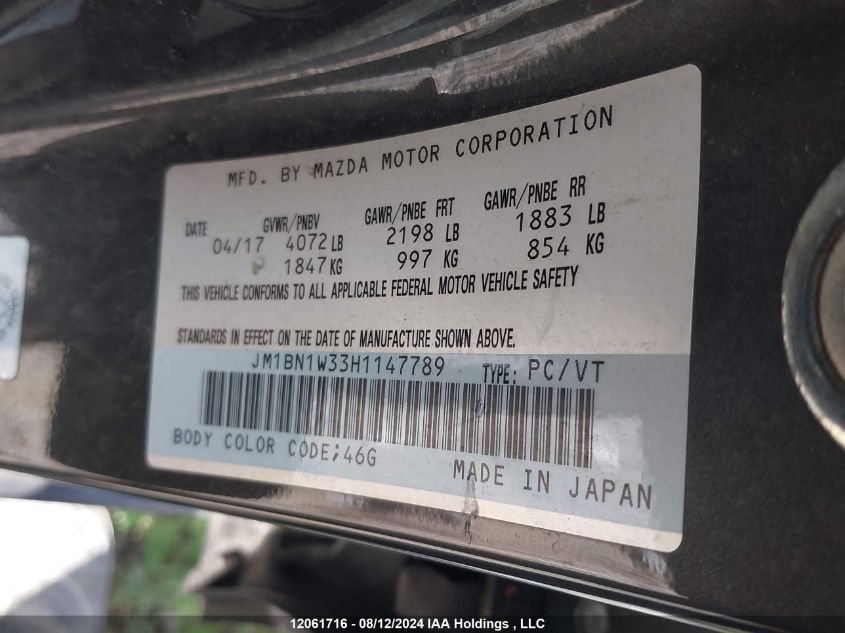 MFD. BY MAZDA MOTOR CORPORATION
DATE GVWR/PNBV GAWR/PNBE FRT GAWR/PNBE RR
04/17 4072 LB 2198 LB 1883 LB
1847 KG 997 KG 854 KG
THIS VEHICLE CONFORMS TO ALL APPLICABLE FEDERAL MOTOR VEHICLE SAFETY
STANDARDS IN EFFECT ON THE DATE OF MANUFACTURE SHOWN ABOVE.
JM1BN1W33H1147789 TYPE: PC/VT
BODY COLOR CODE;46G
MADE IN JAPAN
12061716 - 08/12/2024 IAA Holdings , LLC